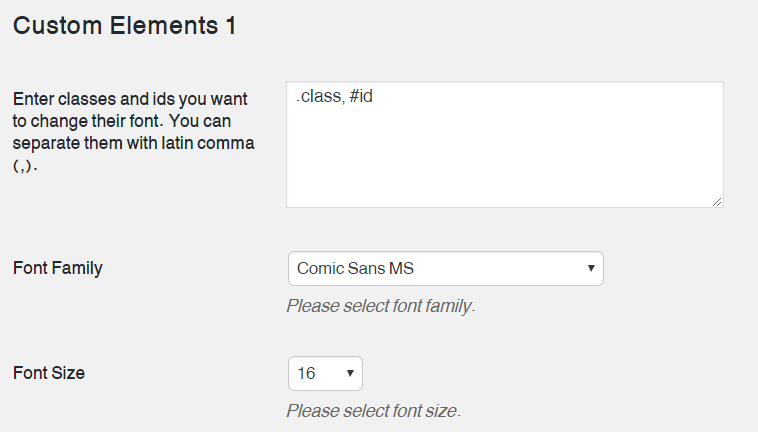 Custom Elements 1
Enter classes and ids you want
to change their font. You can
separate them with latin comma
(,).
.class, #id
Font Family
Comic Sans MS
Please select font family.
Font Size
16
Please select font size.